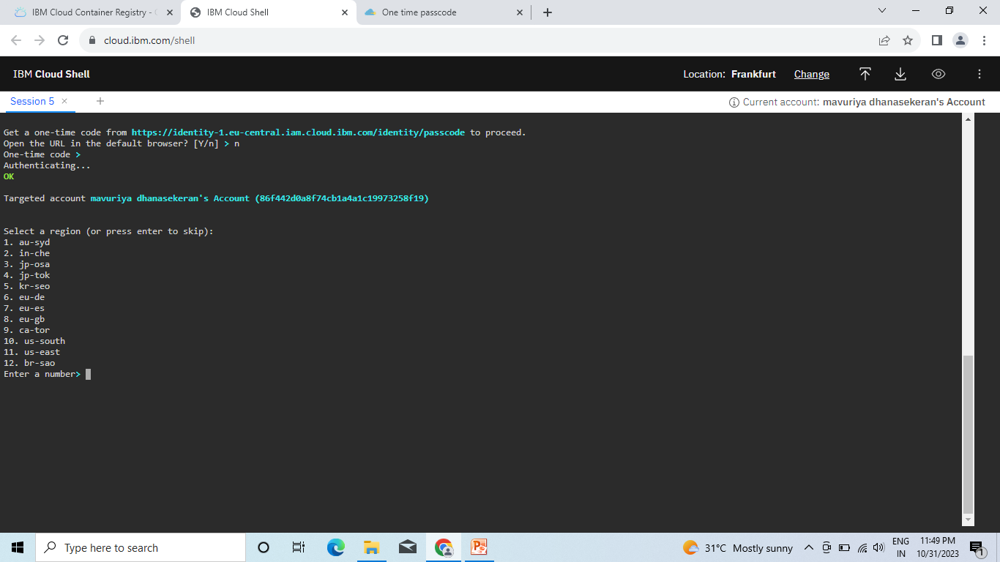 IBM Cloud Container Registry -
IBM Cloud Shell
One time passcode
cloud.ibm.com/shell
IBM Cloud Shell
Location: Frankfurt
Change
Session 5
Current account: mavuriya dhanasekeran's Account
Get a one-time code from https://identity-1.eu-central.iam.cloud.ibm.com/identity/passcode to proceed.
Open the URL in the default browser? [Y/n] > n
One-time code >
Authenticating...
OK
Targeted account mavuriya dhanasekeran's Account (86f442d0a8f74cb1a4a1c19973258f19)
Select a region (or press enter to skip):
1. au-syd
2. in-che
3. jp-osa
4. jp-tok
5. kr-seo
6. eu-de
7. eu-es
8. eu-gb
9. ca-tor
10. us-south
11. us-east
12. br-sao
Enter a number>
Type here to search
31°C Mostly sunny
ENG
IN
11:49 PM
10/31/2023
1